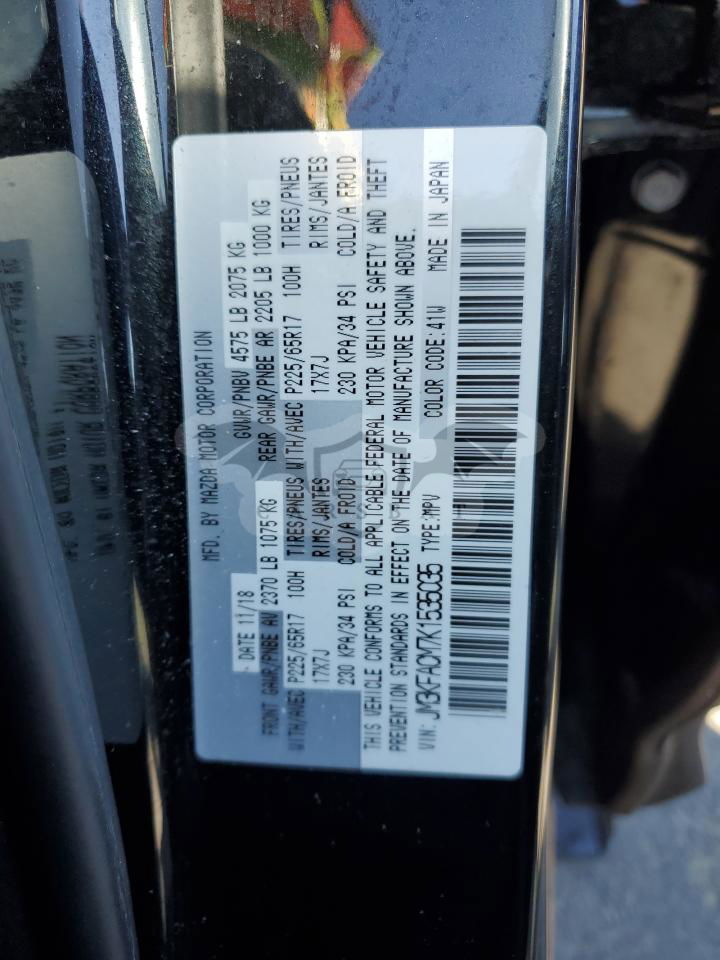 MFD. BY MAZDA MOTOR CORPORATION
DATE 11/18 GVWR/PNBV 4575 LB 2075 KG
FRONT GAWR/PNBE AV 2370 LB 1075 KG REAR GAWR/PNBE AR 2205 LB 1000 KG
WITH/AVEC P225/65R17 100H TIRES/PNEUS WITH/AVEC P225/65R17 100H TIRES/PNEUS
17X7J RIMS/JANTES 17X7J RIMS/JANTES
230 KPA/34 PSI COLD/A FROID 230 KPA/34 PSI COLD/A FROID
THIS VEHICLE CONFORMS TO ALL APPLICABLE FEDERAL MOTOR VEHICLE SAFETY AND THEFT
PREVENTION STANDARDS IN EFFECT ON THE DATE OF MANUFACTURE SHOWN ABOVE.
VIN: JM3KFACM7K1535035 TYPE:MPV COLOR CODE:41W MADE IN JAPAN